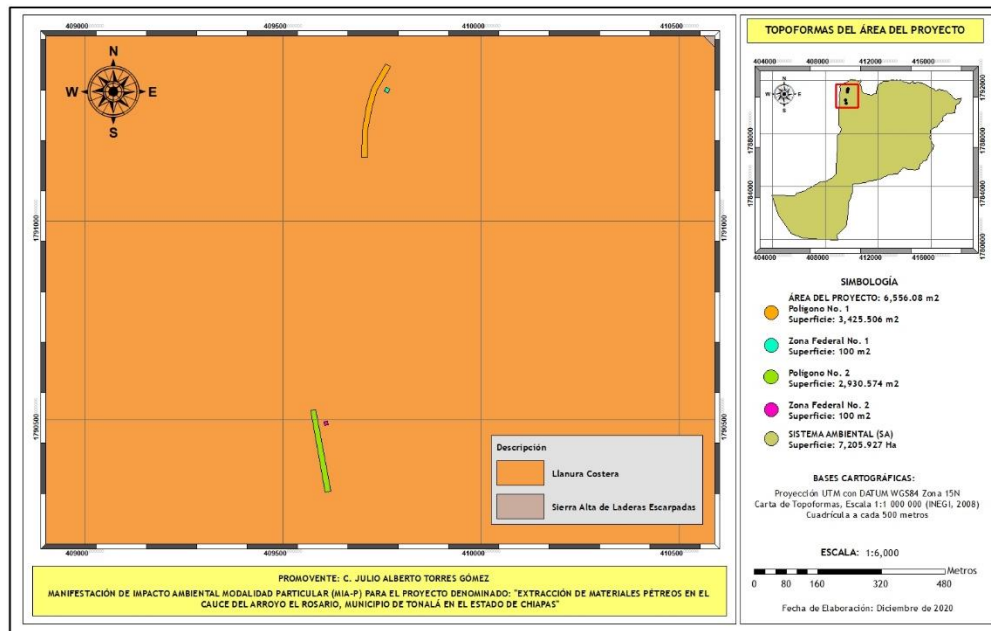 409000 409500 410000 410500
N
W E
S
1791000
1790500
1791000
1790500
Descripción
Llanura Costera
Sierra Alta de Laderas Escarpadas
409000 409500 410000 410500
PROMOVENTE: C. JULIO ALBERTO TORRES GÓMEZ
MANIFESTACIÓN DE IMPACTO AMBIENTAL MODALIDAD PARTICULAR (MIA-P) PARA EL PROYECTO DENOMINADO: "EXTRACCIÓN DE MATERIALES PÉTREOS EN EL
CAUCE DEL ARROYO EL ROSARIO, MUNICIPIO DE TONALÁ EN EL ESTADO DE CHIAPAS"
TOPOFORMAS DEL ÁREA DEL PROYECTO
404000 408000 412000 416000
N
W E
S
1792000
1788000
1784000
1780000
404000 408000 412000 416000
SIMBOLOGÍA
ÁREA DEL PROYECTO: 6,556.08 m2
Polígono No. 1
Superficie: 3,425.506 m2
Zona Federal No. 1
Superficie: 100 m2
Polígono No. 2
Superficie: 2,930.574 m2
Zona Federal No. 2
Superficie: 100 m2
SISTEMA AMBIENTAL (SA)
Superficie: 7,205.927 Ha
BASES CARTOGRÁFICAS:
Proyección UTM con DATUM WGS84 Zona 15N
Carta de Topoformas, Escala 1:1 000 000 (INEGI, 2008)
Cuadrícula a cada 500 metros
ESCALA: 1:6,000
Metros
0 40 80 160 320 480
Fecha de Elaboración: Diciembre de 2020